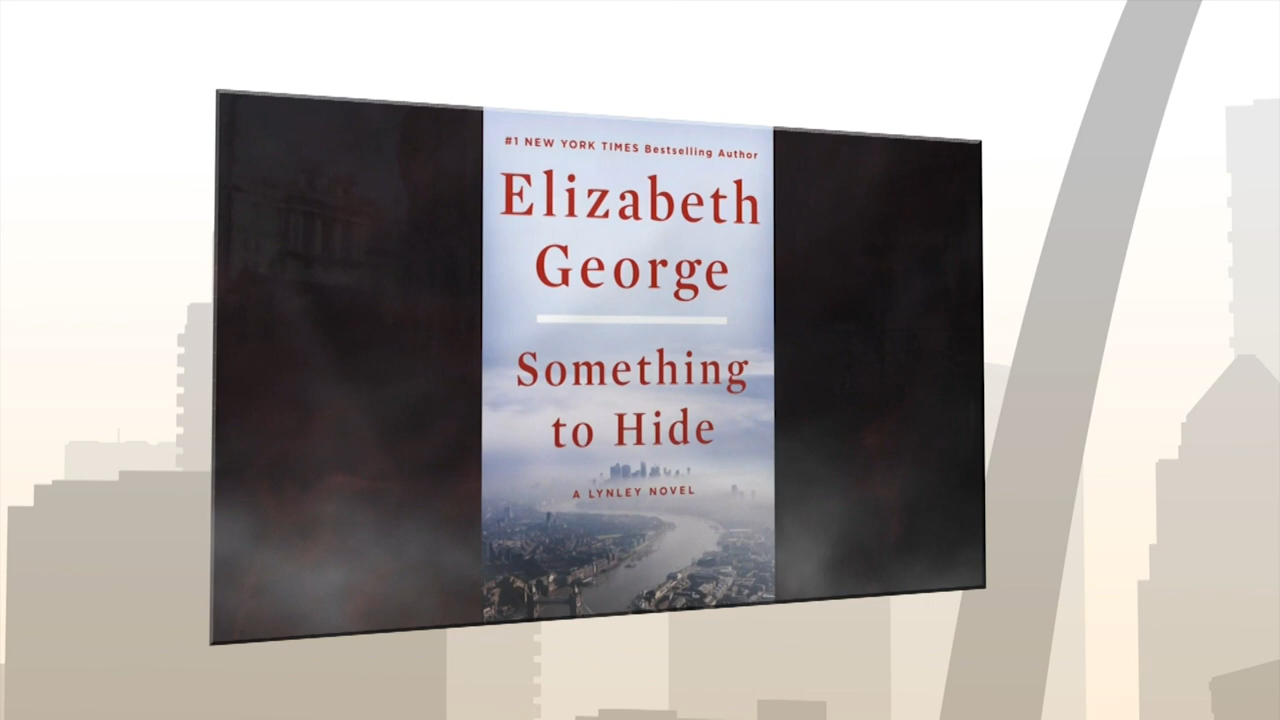 #1 NEW YORK TIMES Bestselling Author
Elizabeth
George
Something
to Hide
A LYNLEY NOVEL